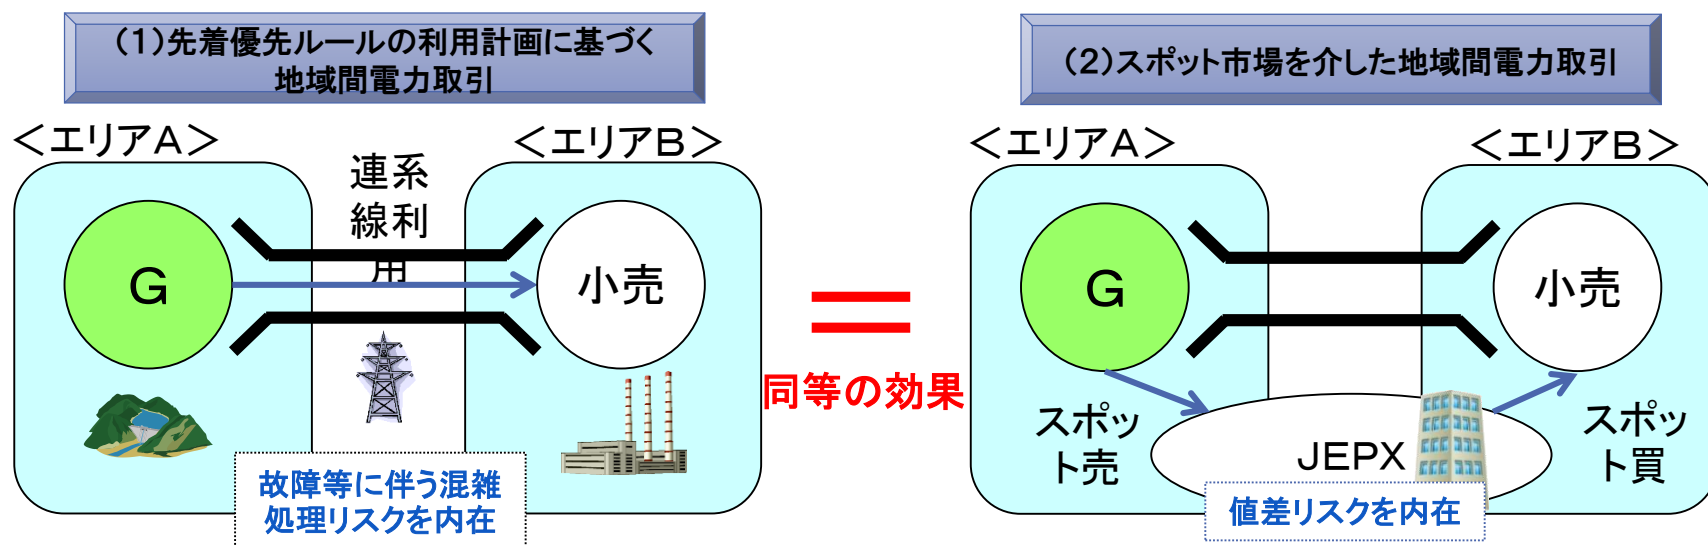 （1）先着優先ルールの利用計画に基づく
地域間電力取引
＜エリアA＞
＜エリアB＞
連系
線利
用
G
小売
故障等に伴う混雑
処理リスクを内在
＝
同等の効果
（2）スポット市場を介した地域間電力取引
＜エリアA＞
＜エリアB＞
G
小売
スポッ
ト売
JEPX
スポッ
ト買
値差リスクを内在